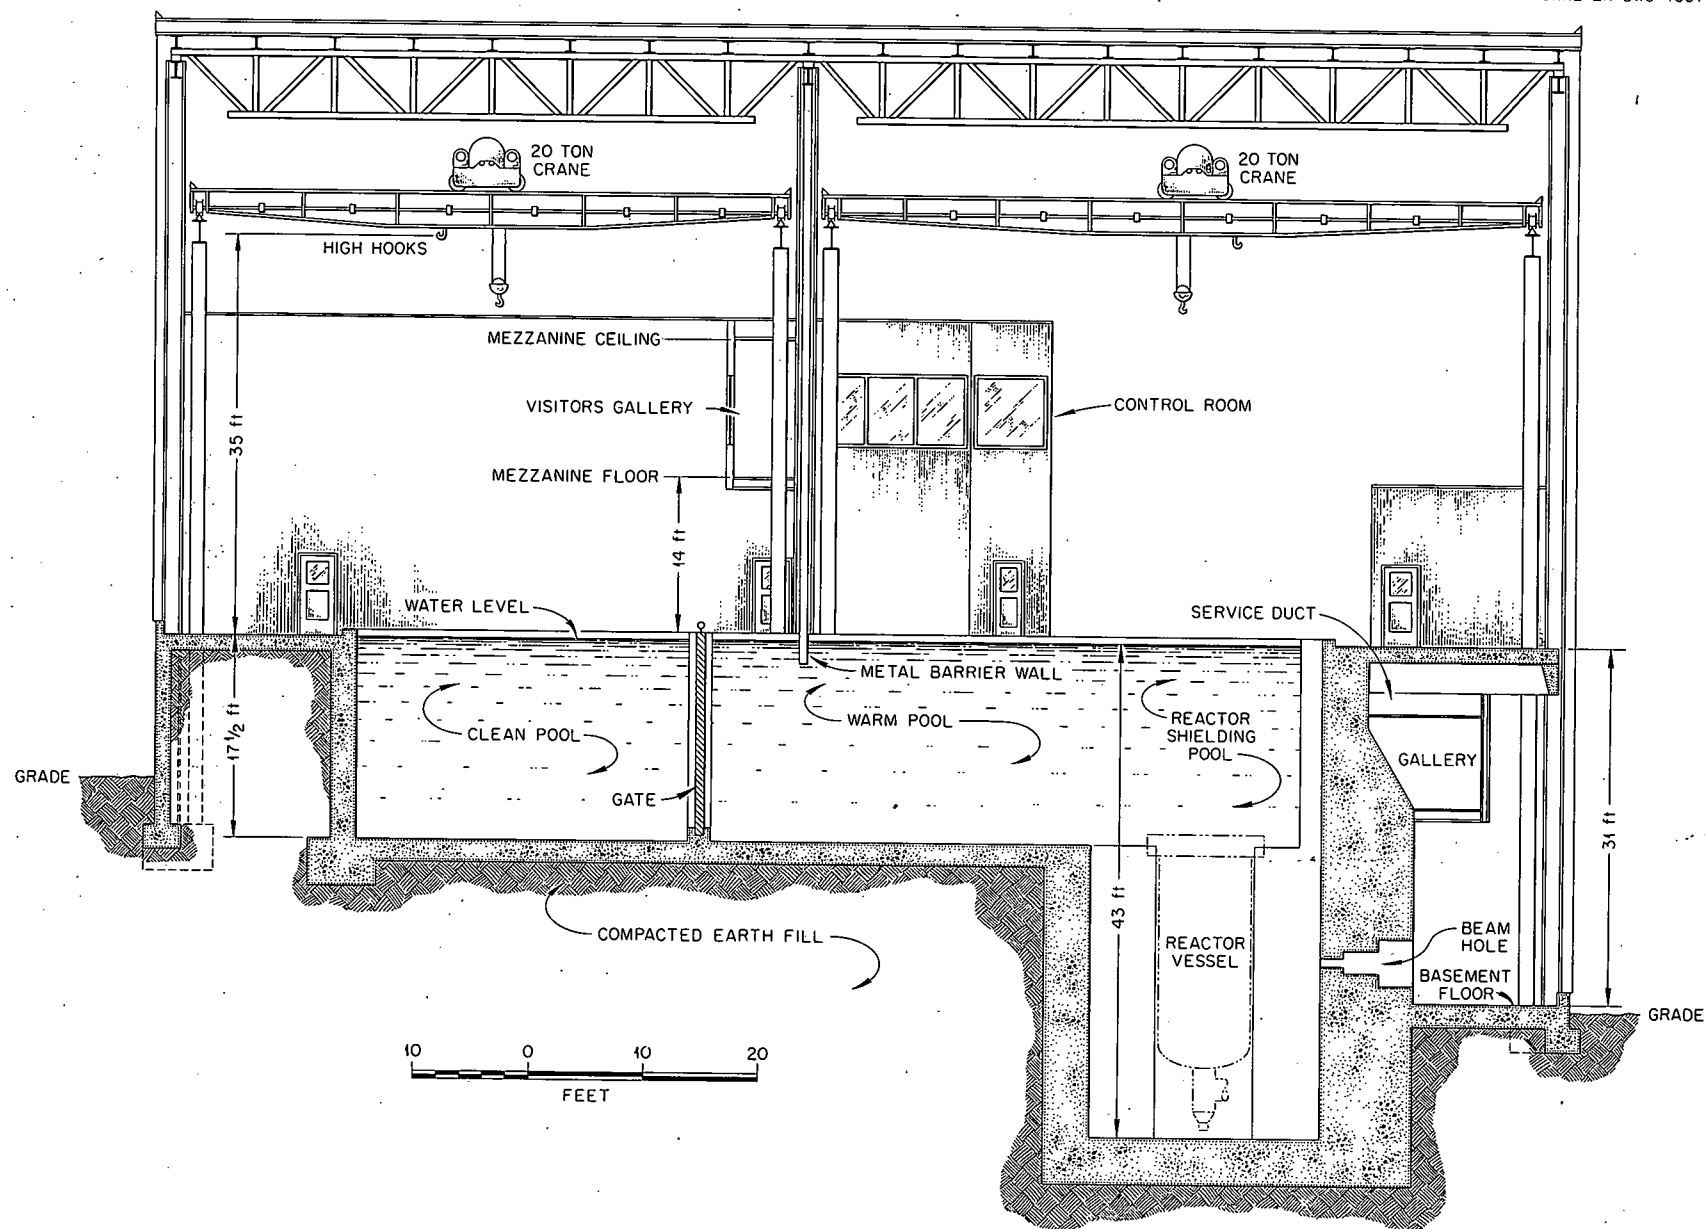 20 TON
CRANE
20 TON
CRANE
HIGH HOOKS
MEZZANINE CEILING
VISITORS GALLERY
CONTROL ROOM
35 ft
MEZZANINE FLOOR
14 ft
WATER LEVEL
SERVICE DUCT
METAL BARRIER WALL
WARM POOL
REACTOR
SHIELDING
POOL
CLEAN POOL
17 1/2 ft
GALLERY
GRADE
GATE
31 ft
43 ft
COMPACTED EARTH FILL
REACTOR
VESSEL
BEAM
HOLE
BASEMENT
FLOOR
GRADE
10 0 10 20
FEET